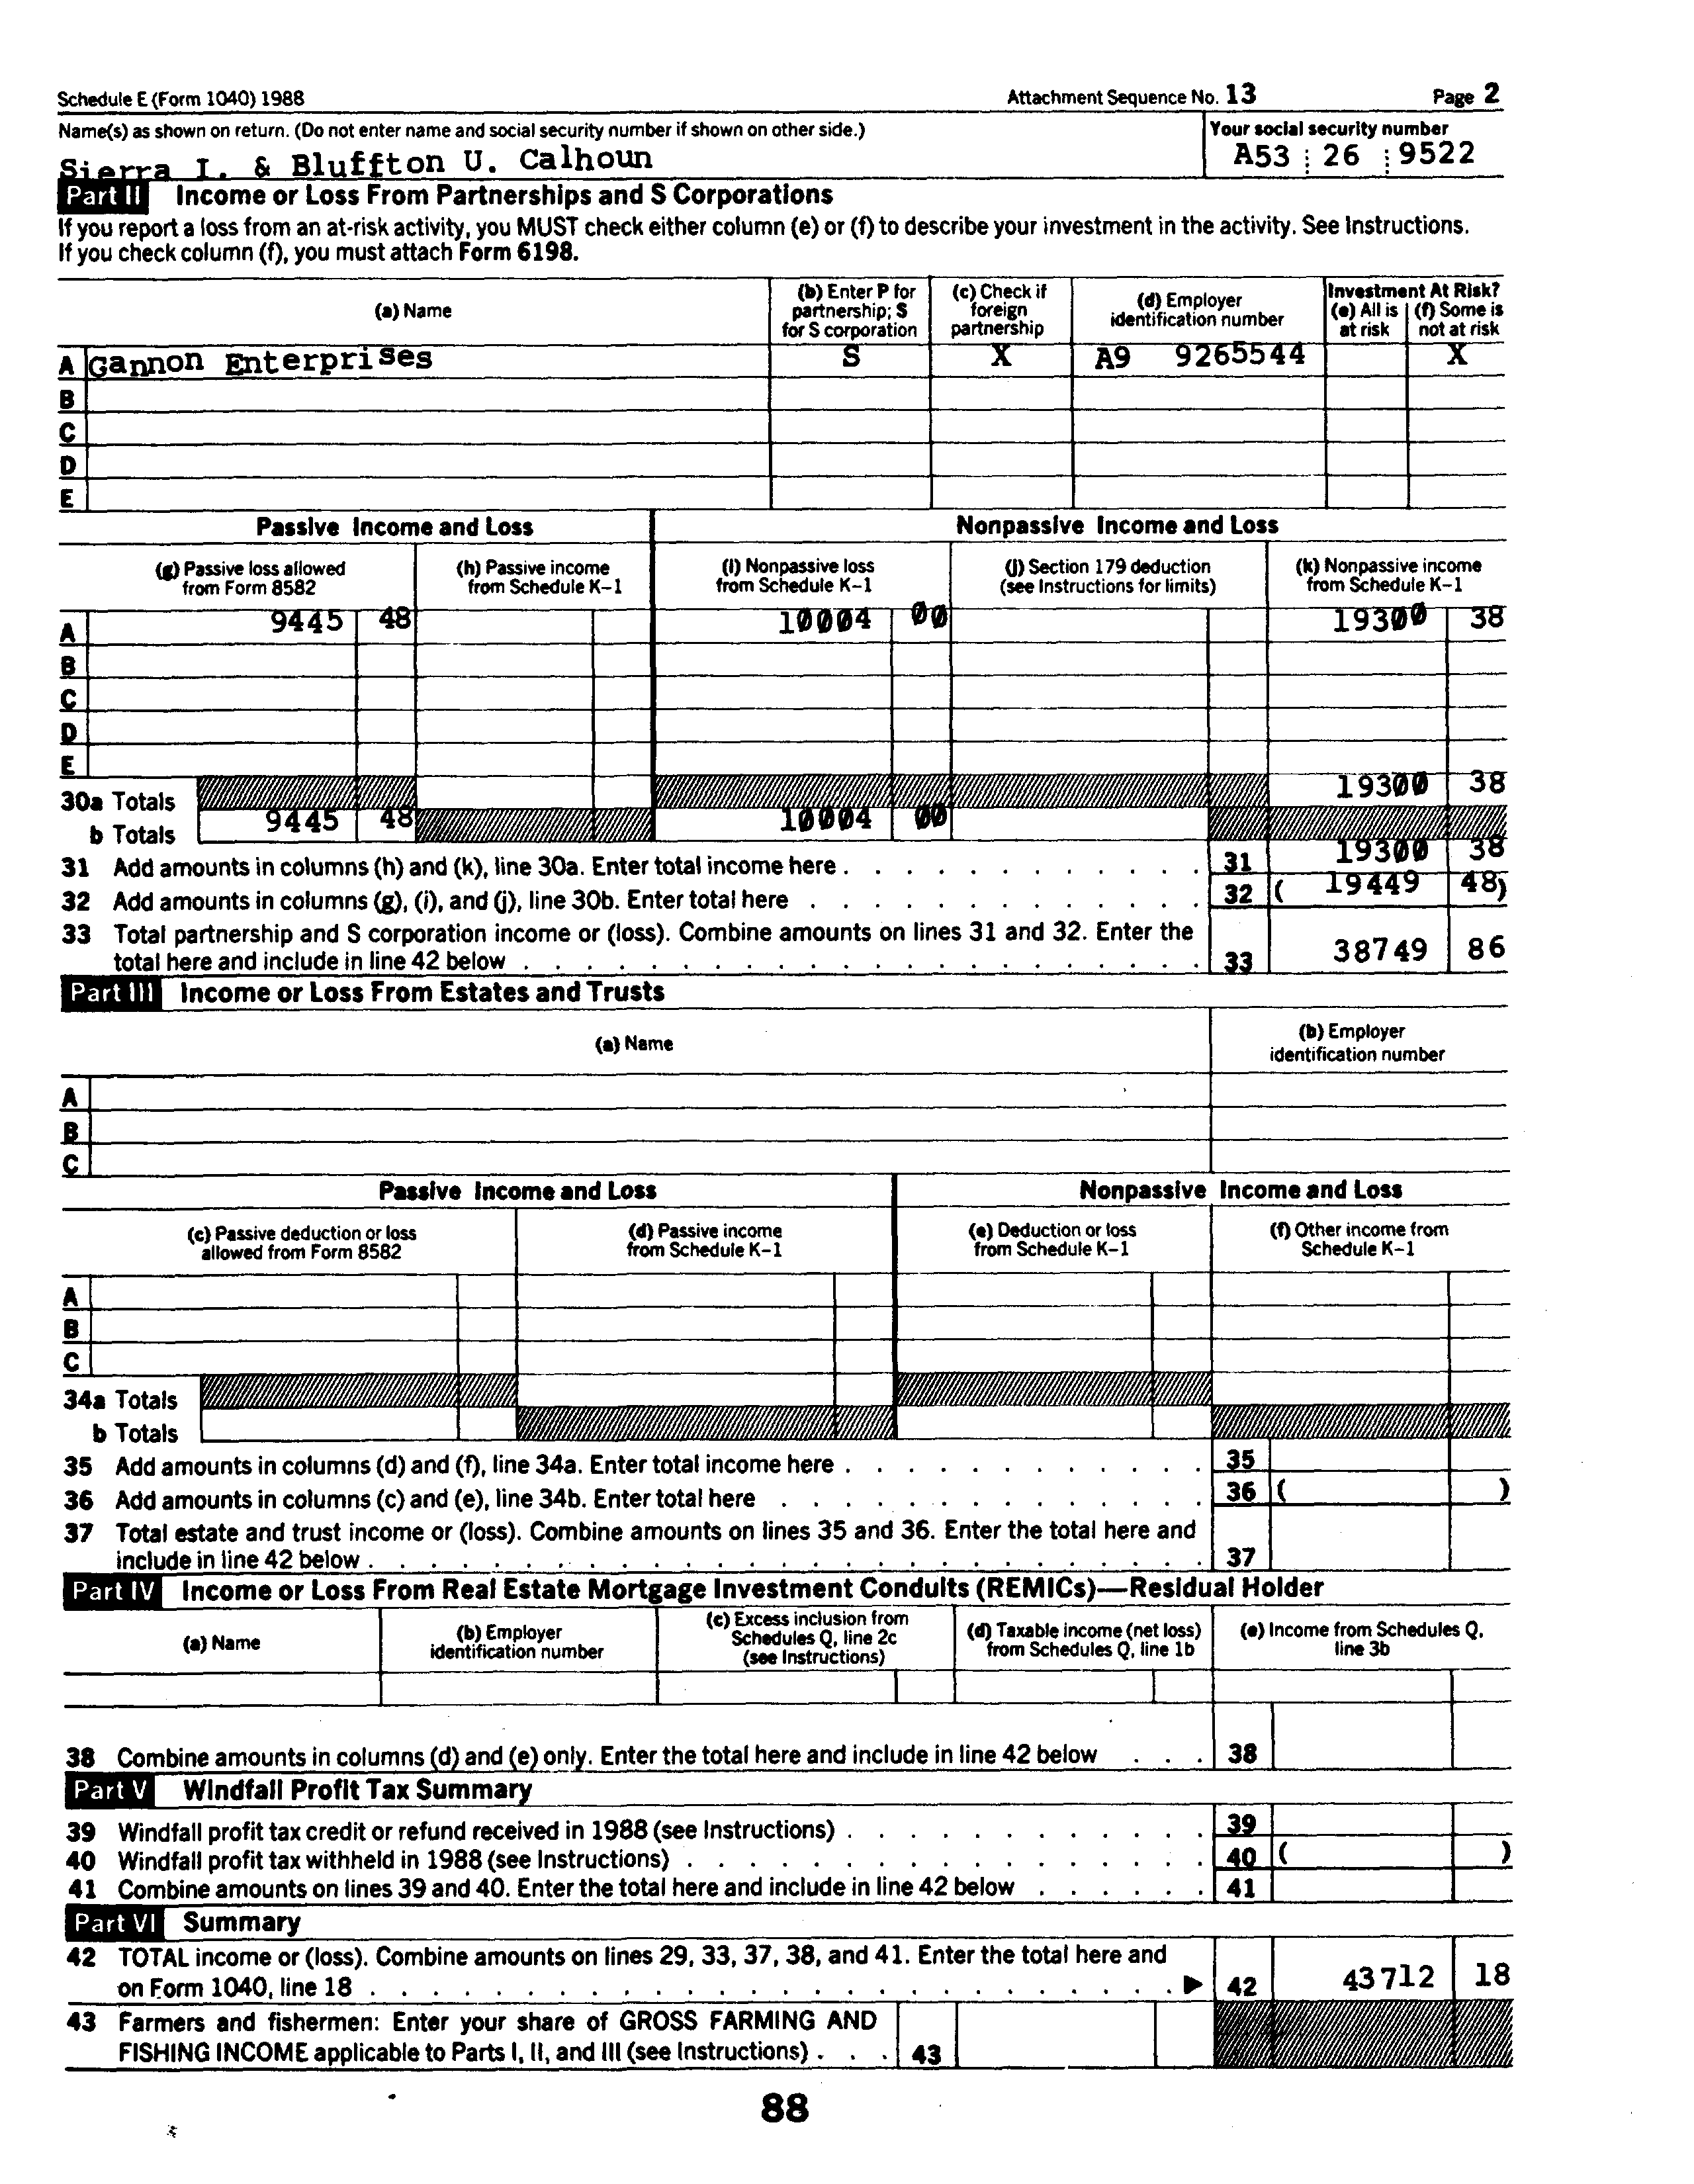 Schedule E (Form 1040) 1988 Attachment Sequence No. 13 Page 2
Name(s) as shown on return. (Do not enter name and social security number if shown on other side.) Your social security number
Sierra I. & Bluffton U. Calhoun A53 26 9522
Part II Income or Loss From Partnerships and S Corporations
If you report a loss from an at-risk activity, you MUST check either column (e) or (f) to describe your investment in the activity. See Instructions.
If you check column (f), you must attach Form 6198.
(a) Name
(b) Enter P for partnership; S for S corporation
(c) Check if foreign partnership
(d) Employer identification number
Investment At Risk?
(e) All is at risk
(f) Some is not at risk
A Gannon Enterprises S X A9 9265544 X
B
C
D
E
Passive Income and Loss Nonpassive Income and Loss
(g) Passive loss allowed from Form 8582
(h) Passive income from Schedule K-1
(i) Nonpassive loss from Schedule K-1
(j) Section 179 deduction (see Instructions for limits)
(k) Nonpassive income from Schedule K-1
A 9445 48 10004 00 19300 38
B
C
D
E
30a Totals 19300 38
b Totals 9445 48 10004 00
31 Add amounts in columns (h) and (k), line 30a. Enter total income here 31 19300 38
32 Add amounts in columns (g), (i), and (j), line 30b. Enter total here 32 ( 19449 48)
33 Total partnership and S corporation income or (loss). Combine amounts on lines 31 and 32. Enter the
total here and include in line 42 below 33 38749 86
Part III Income or Loss From Estates and Trusts
(a) Name
(b) Employer identification number
A
B
C
Passive Income and Loss Nonpassive Income and Loss
(c) Passive deduction or loss allowed from Form 8582
(d) Passive income from Schedule K-1
(e) Deduction or loss from Schedule K-1
(f) Other income from Schedule K-1
A
B
C
34a Totals
b Totals
35 Add amounts in columns (d) and (f), line 34a. Enter total income here 35
36 Add amounts in columns (c) and (e), line 34b. Enter total here 36 ( )
37 Total estate and trust income or (loss). Combine amounts on lines 35 and 36. Enter the total here and
include in line 42 below 37
Part IV Income or Loss From Real Estate Mortgage Investment Conduits (REMICs)—Residual Holder
(a) Name
(b) Employer identification number
(c) Excess inclusion from Schedules Q, line 2c (see Instructions)
(d) Taxable income (net loss) from Schedules Q, line 1b
(e) Income from Schedules Q, line 3b
38 Combine amounts in columns (d) and (e) only. Enter the total here and include in line 42 below 38
Part V Windfall Profit Tax Summary
39 Windfall profit tax credit or refund received in 1988 (see Instructions) 39
40 Windfall profit tax withheld in 1988 (see Instructions) 40 ( )
41 Combine amounts on lines 39 and 40. Enter the total here and include in line 42 below 41
Part VI Summary
42 TOTAL income or (loss). Combine amounts on lines 29, 33, 37, 38, and 41. Enter the total here and
on Form 1040, line 18 42 43712 18
43 Farmers and fishermen: Enter your share of GROSS FARMING AND
FISHING INCOME applicable to Parts I, II, and III (see Instructions) 43
88